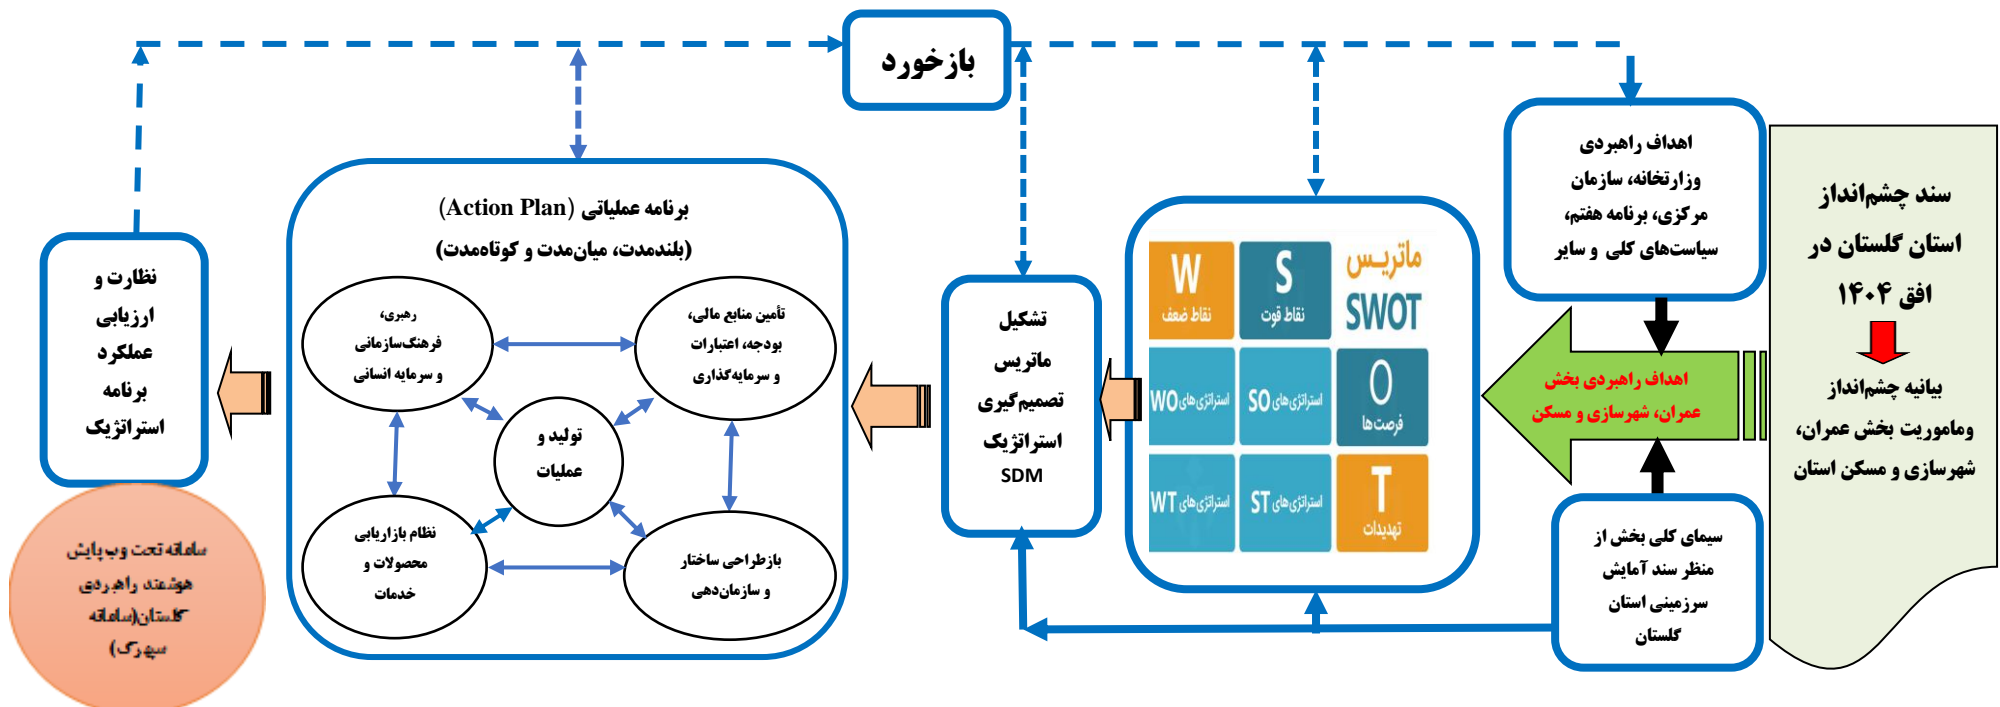 بازخورد
سند چشم‌انداز
استان گلستان در
افق ۱۴۰۴
بیانیه چشم‌انداز
وماموریت بخش عمران،
شهرسازی و مسکن استان
اهداف راهبردی
وزارتخانه، سازمان
مرکزی، برنامه هفتم،
سیاست‌های کلی و سایر
اهداف راهبردی بخش
عمران، شهرسازی و مسکن
سیمای کلی بخش از
منظر سند آمایش
سرزمینی استان
گلستان
ماتریس
SWOT
S
نقاط قوت
W
نقاط ضعف
O
فرصت‌ها
استراتژی‌های SO
استراتژی‌های WO
T
تهدیدات
استراتژی‌های ST
استراتژی‌های WT
تشکیل
ماتریس
تصمیم‌گیری
استراتژیک
SDM
برنامه عملیاتی (Action Plan)
(بلندمدت، میان‌مدت و کوتاه‌مدت)
تأمین منابع مالی،
بودجه، اعتبارات
و سرمایه‌گذاری
رهبری،
فرهنگ‌سازمانی
و سرمایه انسانی
تولید و
عملیات
بازطراحی ساختار
و سازمان‌دهی
نظام بازاریابی
محصولات و
خدمات
نظارت و
ارزیابی
عملکرد
برنامه
استراتژیک
سامانه تحت وب پایش
هوشمند راهبردی
گلستان(سامانه
سپهرک)